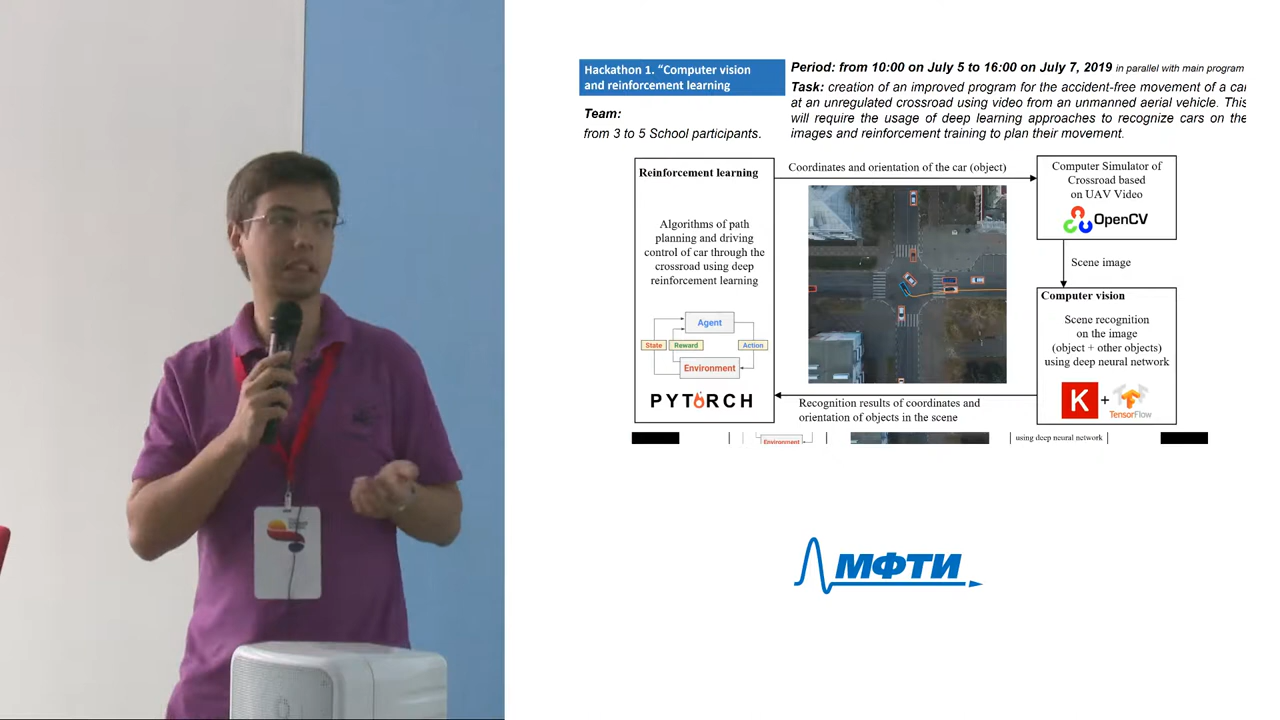 Hackathon 1. “Computer vision
and reinforcement learning
Team:
from 3 to 5 School participants.
Period: from 10:00 on July 5 to 16:00 on July 7, 2019 in parallel with main program
Task: creation of an improved program for the accident-free movement of a car
at an unregulated crossroad using video from an unmanned aerial vehicle. This
will require the usage of deep learning approaches to recognize cars on the
images and reinforcement training to plan their movement.
Reinforcement learning
Algorithms of path
planning and driving
control of car through the
crossroad using deep
reinforcement learning
Agent
State
Reward
Action
Environment
PYTORCH
Coordinates and orientation of the car (object)
Computer Simulator of
Crossroad based
on UAV Video
OpenCV
Scene image
Computer vision
Scene recognition
on the image
(object + other objects)
using deep neural network
K + TensorFlow
Recognition results of coordinates and
orientation of objects in the scene
Environment
using deep neural network
МФТИ